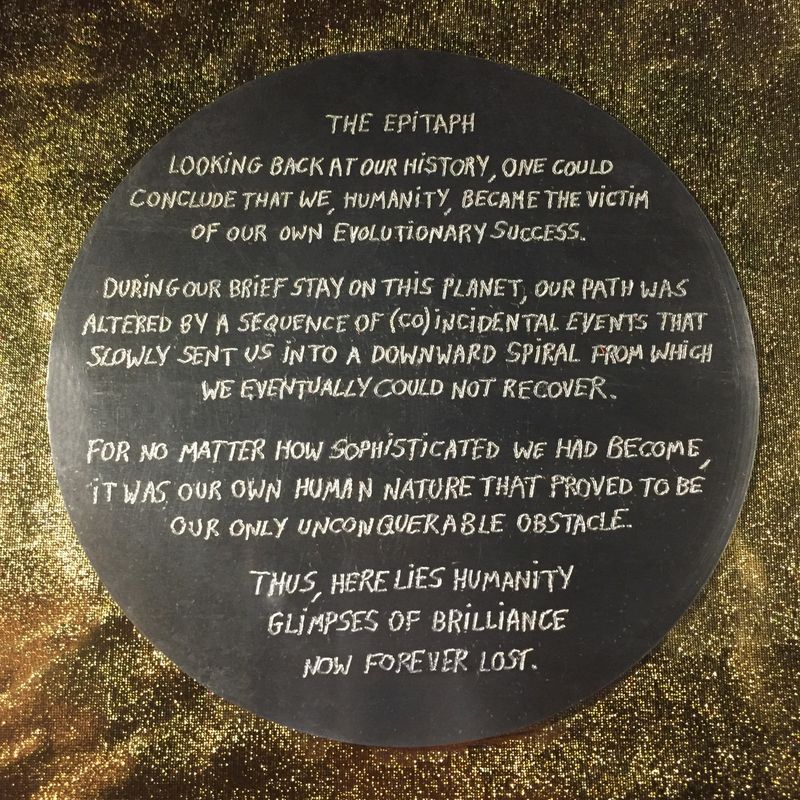 THE EPITAPH
LOOKING BACK AT OUR HISTORY, ONE COULD
CONCLUDE THAT WE, HUMANITY, BECAME THE VICTIM
OF OUR OWN EVOLUTIONARY SUCCESS.
DURING OUR BRIEF STAY ON THIS PLANET, OUR PATH WAS
ALTERED BY A SEQUENCE OF (CO)INCIDENTAL EVENTS THAT
SLOWLY SENT US INTO A DOWNWARD SPIRAL FROM WHICH
WE EVENTUALLY COULD NOT RECOVER.
FOR NO MATTER HOW SOPHISTICATED WE HAD BECOME,
IT WAS OUR OWN HUMAN NATURE THAT PROVED TO BE
OUR ONLY UNCONQUERABLE OBSTACLE.
THUS, HERE LIES HUMANITY
GLIMPSES OF BRILLIANCE
NOW FOREVER LOST.